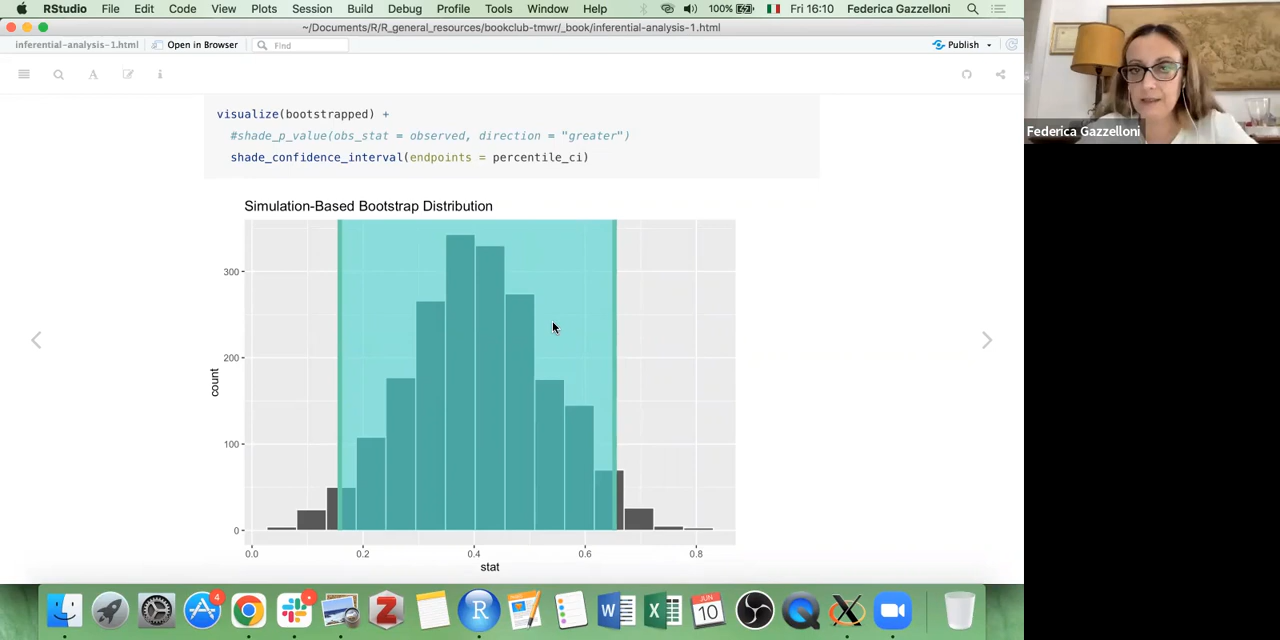 RStudio File Edit Code View Plots Session Build Debug Profile Tools Window Help 100% Fri 16:10 Federica Gazzelloni
~/Documents/R/R_general_resources/bookclub-tmwr/_book/inferential-analysis-1.html
inferential-analysis-1.html Open in Browser Find Publish
visualize(bootstrapped) +
#shade_p_value(obs_stat = observed, direction = "greater")
shade_confidence_interval(endpoints = percentile_ci)
Federica Gazzelloni
Simulation-Based Bootstrap Distribution
300
200
100
0
count
0.0 0.2 0.4 0.6 0.8
stat
4
JUN
10